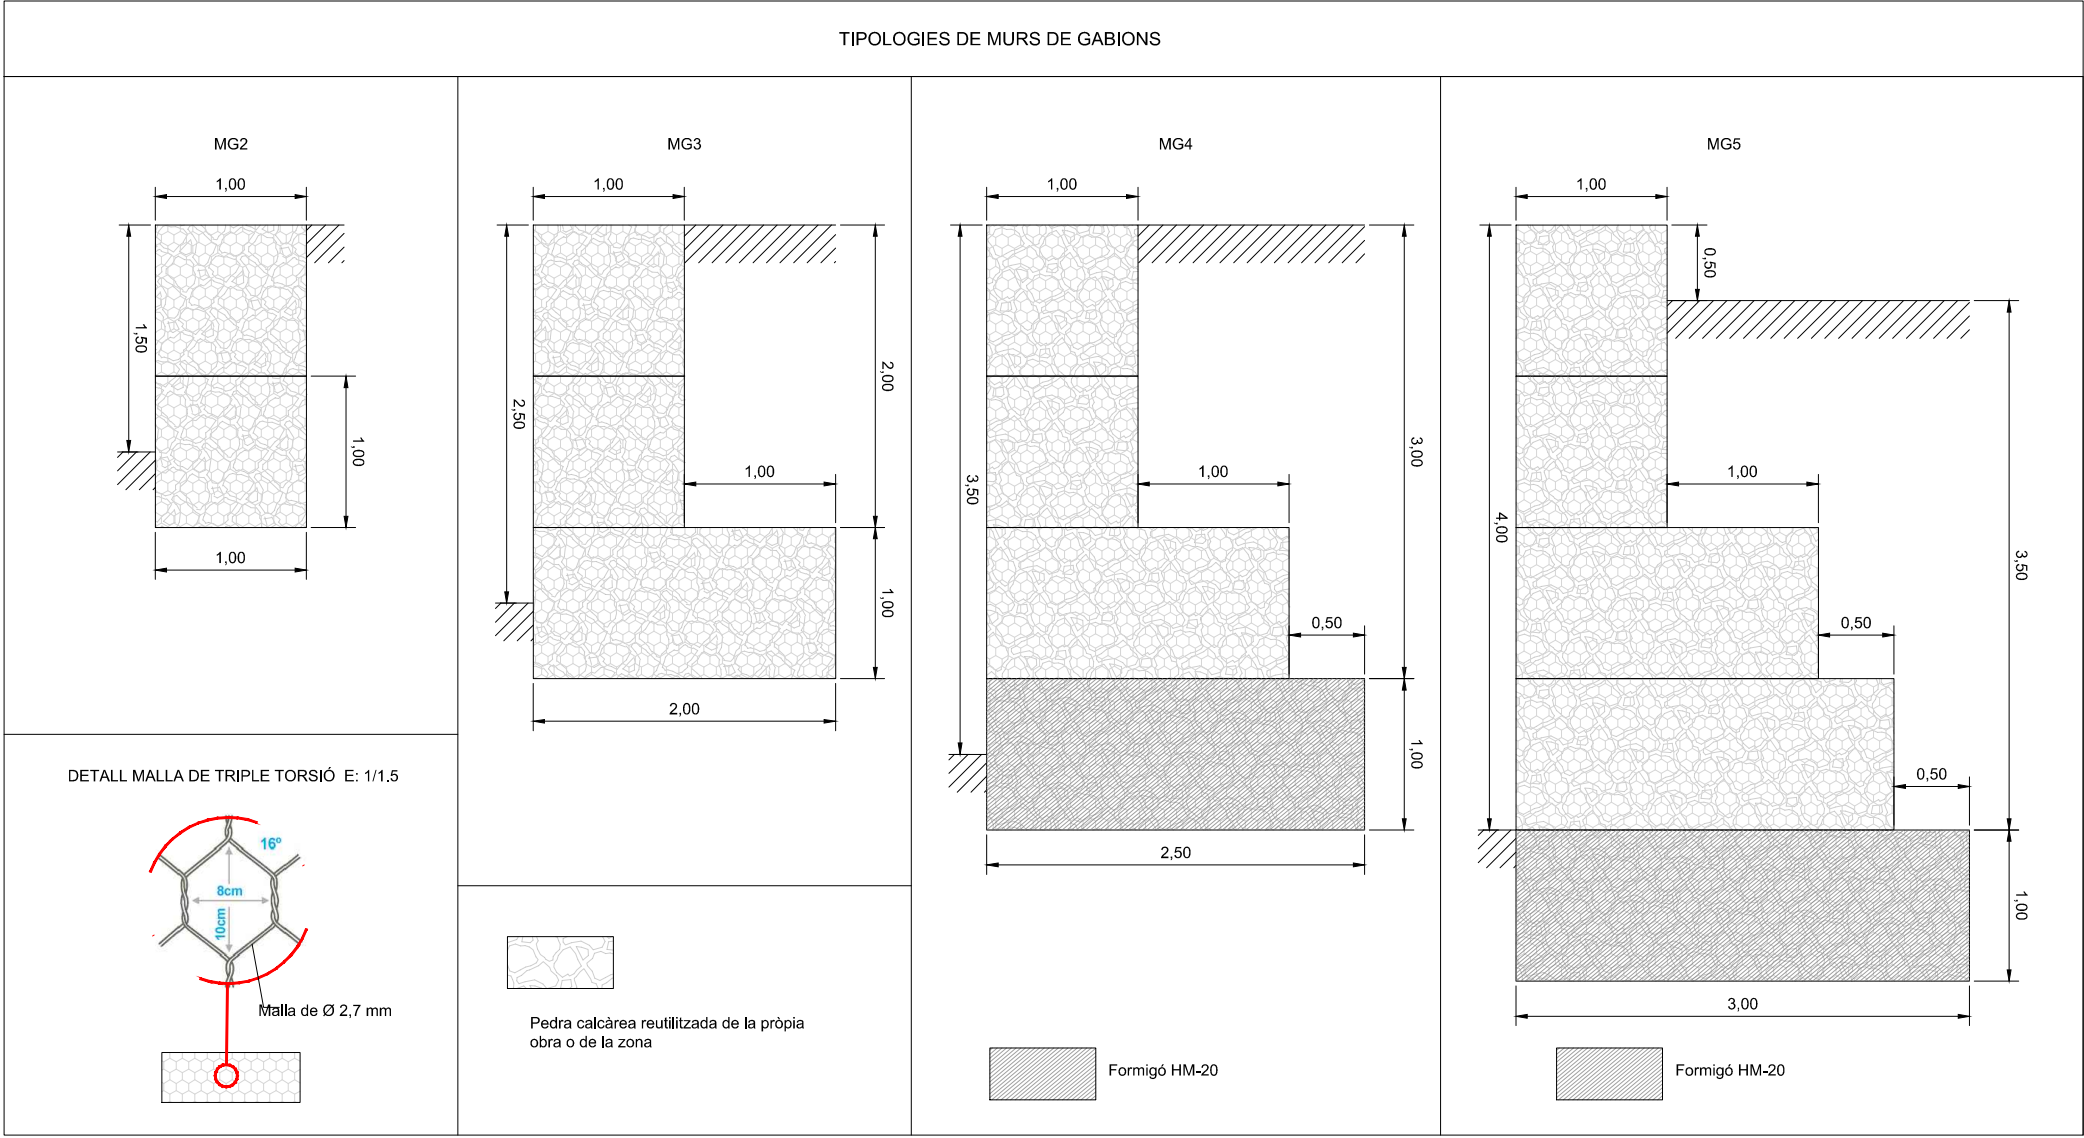 TIPOLOGIES DE MURS DE GABIONS
MG2
1,00
1,50
1,00
1,00
MG3
1,00
2,00
2,50
1,00
1,00
2,00
MG4
1,00
3,00
1,00
3,50
0,50
1,00
2,50
MG5
1,00
0,50
1,00
4,00
3,50
0,50
0,50
1,00
3,00
DETALL MALLA DE TRIPLE TORSIÓ E: 1/1.5
16º
8cm
10cm
Malla de Ø 2,7 mm
Pedra calcàrea reutilitzada de la pròpia
obra o de la zona
Formigó HM-20
Formigó HM-20